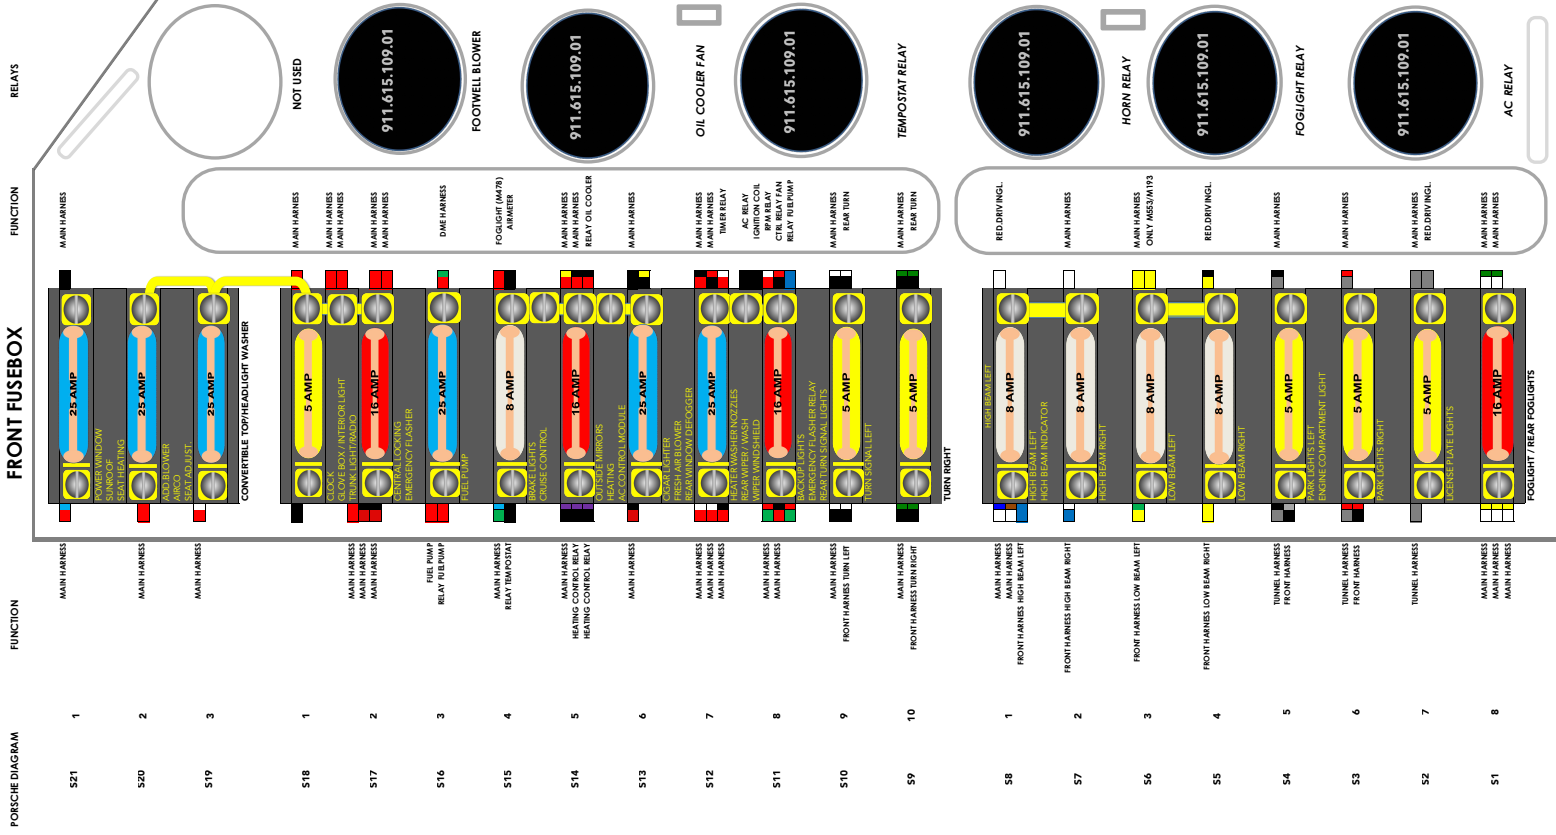 RELAYS
NOT USED
911.615.109.01
FOOTWELL BLOWER
911.615.109.01
OIL COOLER FAN
911.615.109.01
TEMPOSTAT RELAY
911.615.109.01
HORN RELAY
911.615.109.01
FOGLIGHT RELAY
911.615.109.01
AC RELAY
FUNCTION
MAIN HARNESS
MAIN HARNESS
MAIN HARNESS
MAIN HARNESS
MAIN HARNESS
MAIN HARNESS
DME HARNESS
FOGLIGHT (M478)
AIRMETER
MAIN HARNESS
MAIN HARNESS
RELAY OIL COOLER
MAIN HARNESS
MAIN HARNESS
MAIN HARNESS
TIMER RELAY
AC RELAY
IGNITION COIL
RPM RELAY
CTRL RELAY FAN
RELAY FUELPUMP
MAIN HARNESS
REAR TURN
MAIN HARNESS
REAR TURN
RED.DRIVINGL.
MAIN HARNESS
MAIN HARNESS
ONLY M553/M193
RED.DRIVINGL.
MAIN HARNESS
MAIN HARNESS
MAIN HARNESS
RED.DRIVINGL.
MAIN HARNESS
MAIN HARNESS
FRONT FUSEBOX
25 AMP
POWER WINDOW
SUNROOF
SEAT HEATING
25 AMP
ADD BLOWER
AIRCO
SEAT ADJUST.
25 AMP
CONVERTIBLE TOP/HEADLIGHT WASHER
5 AMP
CLOCK
GLOVE BOX / INTERIOR LIGHT
TRUNK LIGHT/RADIO
16 AMP
CENTRAL LOCKING
EMERGENCY FLASHER
25 AMP
FUEL PUMP
8 AMP
BRAKE LIGHTS
CRUISE CONTROL
16 AMP
OUTSIDE MIRRORS
HEATING
AC CONTROL MODULE
25 AMP
CIGAR LIGHTER
FRESH AIR BLOWER
REAR WINDOW DEFOGGER
25 AMP
HEATER WASHER NOZZLES
REAR WIPER / WASH
WIPER WINDSHIELD
16 AMP
BACKUP LIGHTS
EMERGENCY FLASHER RELAY
REAR TURN SIGNAL LIGHTS
5 AMP
TURN SIGNAL LEFT
5 AMP
TURN RIGHT
HIGH BEAM LEFT
8 AMP
HIGH BEAM LEFT
HIGH BEAM INDICATOR
8 AMP
HIGH BEAM RIGHT
8 AMP
LOW BEAM LEFT
8 AMP
LOW BEAM RIGHT
5 AMP
PARK LIGHTS LEFT
ENGINE COMPARTMENT LIGHT
5 AMP
PARK LIGHTS RIGHT
5 AMP
LICENSE PLATE LIGHTS
16 AMP
FOGLIGHT / REAR FOGLIGHTS
FUNCTION
MAIN HARNESS
MAIN HARNESS
MAIN HARNESS
MAIN HARNESS
MAIN HARNESS
MAIN HARNESS
FUEL PUMP
RELAY FUELPUMP
MAIN HARNESS
RELAY TEMPOSTAT
MAIN HARNESS
HEATING CONTROL RELAY
HEATING CONTROL RELAY
MAIN HARNESS
MAIN HARNESS
MAIN HARNESS
MAIN HARNESS
MAIN HARNESS
MAIN HARNESS
MAIN HARNESS
FRONT HARNESS TURN LEFT
MAIN HARNESS
FRONT HARNESS TURN RIGHT
MAIN HARNESS
MAIN HARNESS
FRONT HARNESS HIGH BEAM LEFT
FRONT HARNESS HIGH BEAM RIGHT
FRONT HARNESS LOW BEAM LEFT
FRONT HARNESS LOW BEAM RIGHT
TUNNEL HARNESS
FRONT HARNESS
TUNNEL HARNESS
FRONT HARNESS
TUNNEL HARNESS
MAIN HARNESS
MAIN HARNESS
MAIN HARNESS
1
2
3
1
2
3
4
5
6
7
8
9
10
1
2
3
4
5
6
7
8
PORSCHE DIAGRAM
S21
S20
S19
S18
S17
S16
S15
S14
S13
S12
S11
S10
S9
S8
S7
S6
S5
S4
S3
S2
S1